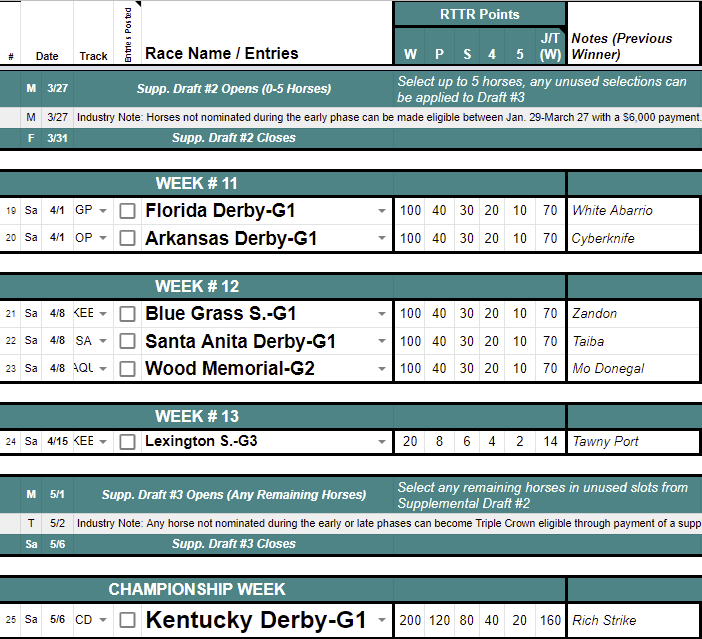 RTTR Points
# Date Track Entries Posted Race Name / Entries W P S 4 5 J/T (W) Notes (Previous Winner)
M 3/27 Supp. Draft #2 Opens (0-5 Horses) Select up to 5 horses, any unused selections can be applied to Draft #3
M 3/27 Industry Note: Horses not nominated during the early phase can be made eligible between Jan. 29-March 27 with a $6,000 payment.
F 3/31 Supp. Draft #2 Closes
WEEK # 11
19 Sa 4/1 GP Florida Derby-G1 100 40 30 20 10 70 White Abarrio
20 Sa 4/1 OP Arkansas Derby-G1 100 40 30 20 10 70 Cyberknife
WEEK # 12
21 Sa 4/8 KEE Blue Grass S.-G1 100 40 30 20 10 70 Zandon
22 Sa 4/8 SA Santa Anita Derby-G1 100 40 30 20 10 70 Taiba
23 Sa 4/8 AQU Wood Memorial-G2 100 40 30 20 10 70 Mo Donegal
WEEK # 13
24 Sa 4/15 KEE Lexington S.-G3 20 8 6 4 2 14 Tawny Port
M 5/1 Supp. Draft #3 Opens (Any Remaining Horses) Select any remaining horses in unused slots from Supplemental Draft #2
T 5/2 Industry Note: Any horse not nominated during the early or late phases can become Triple Crown eligible through payment of a supp
Sa 5/6 Supp. Draft #3 Closes
CHAMPIONSHIP WEEK
25 Sa 5/6 CD Kentucky Derby-G1 200 120 80 40 20 160 Rich Strike